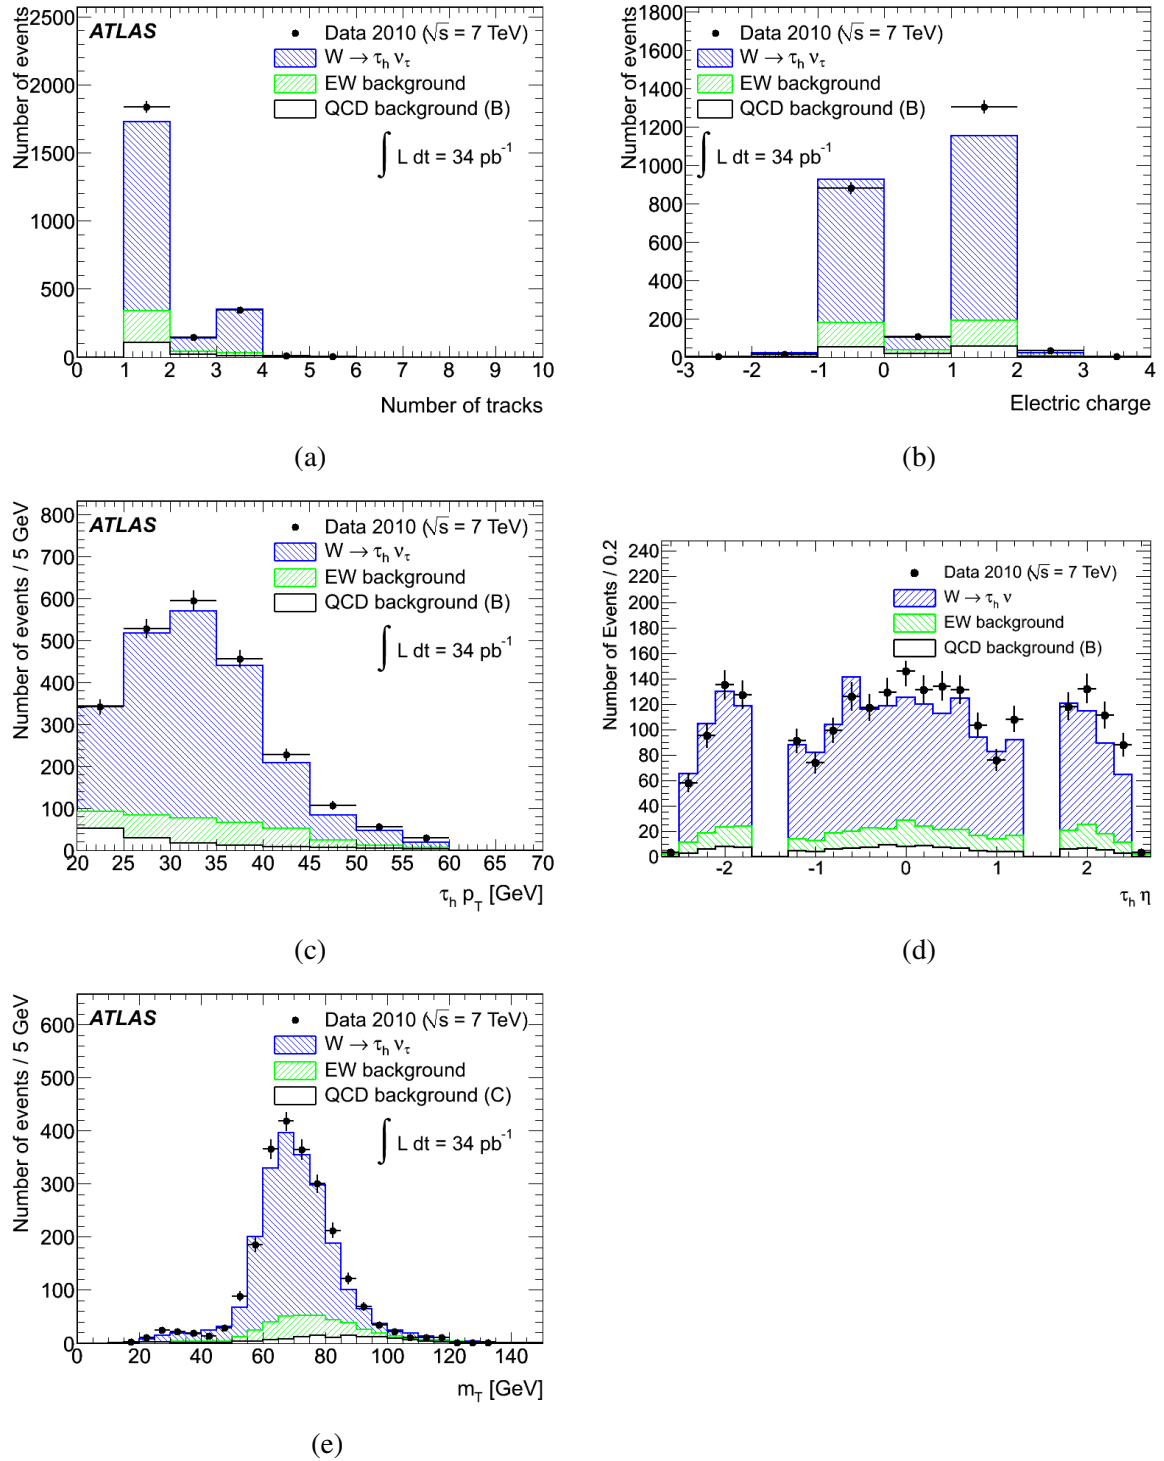 ATLAS
Data 2010 (√s = 7 TeV)
W → τh ντ
EW background
QCD background (B)
∫ L dt = 34 pb-1
Number of events
2500
2000
1500
1000
500
0
0 1 2 3 4 5 6 7 8 9 10
Number of tracks
(a)
Data 2010 (√s = 7 TeV)
W → τh ντ
EW background
QCD background (B)
∫ L dt = 34 pb-1
Number of events
1800
1600
1400
1200
1000
800
600
400
200
0
-3 -2 -1 0 1 2 3 4
Electric charge
(b)
ATLAS
Data 2010 (√s = 7 TeV)
W → τh ντ
EW background
QCD background (B)
∫ L dt = 34 pb-1
Number of events / 5 GeV
800
700
600
500
400
300
200
100
0
20 25 30 35 40 45 50 55 60 65 70
τh pT [GeV]
(c)
Data 2010 (√s = 7 TeV)
W → τh ν
EW background
QCD background (B)
Number of Events / 0.2
240
220
200
180
160
140
120
100
80
60
40
20
0
-2 -1 0 1 2
τh η
(d)
ATLAS
Data 2010 (√s = 7 TeV)
W → τh ντ
EW background
QCD background (C)
∫ L dt = 34 pb-1
Number of events / 5 GeV
600
500
400
300
200
100
0
0 20 40 60 80 100 120 140
mT [GeV]
(e)